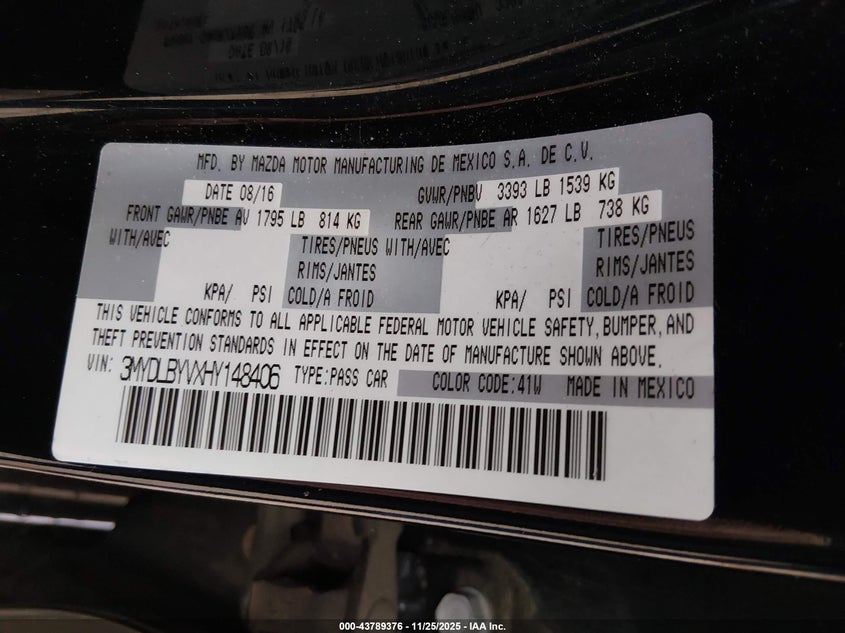 MFD. BY MAZDA MOTOR MANUFACTURING DE MEXICO S.A. DE C.V.
DATE 08/16 GVWR/PNBV 3393 LB 1539 KG
FRONT GAWR/PNBE AV 1795 LB 814 KG REAR GAWR/PNBE AR 1627 LB 738 KG
WITH/AVEC TIRES/PNEUS WITH/AVEC TIRES/PNEUS
RIMS/JANTES RIMS/JANTES
KPA/ PSI COLD/A FROID KPA/ PSI COLD/A FROID
THIS VEHICLE CONFORMS TO ALL APPLICABLE FEDERAL MOTOR VEHICLE SAFETY, BUMPER, AND
THEFT PREVENTION STANDARDS IN EFFECT ON THE DATE OF MANUFACTURE SHOWN ABOVE.
VIN: 3MYDLBYVXHY148406 TYPE:PASS CAR COLOR CODE:41W MADE IN MEXICO
000-43789376 - 11/25/2025 - IAA Inc.